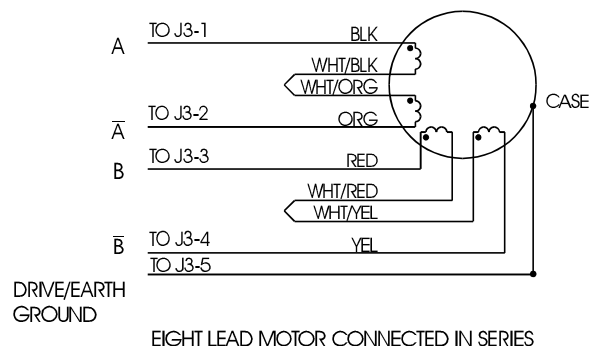 TO J3-1 BLK
A
WHT/BLK
WHT/ORG
CASE
TO J3-2 ORG
A̅
TO J3-3 RED
B
WHT/RED
WHT/YEL
B̅ TO J3-4 YEL
TO J3-5
DRIVE/EARTH
GROUND
EIGHT LEAD MOTOR CONNECTED IN SERIES